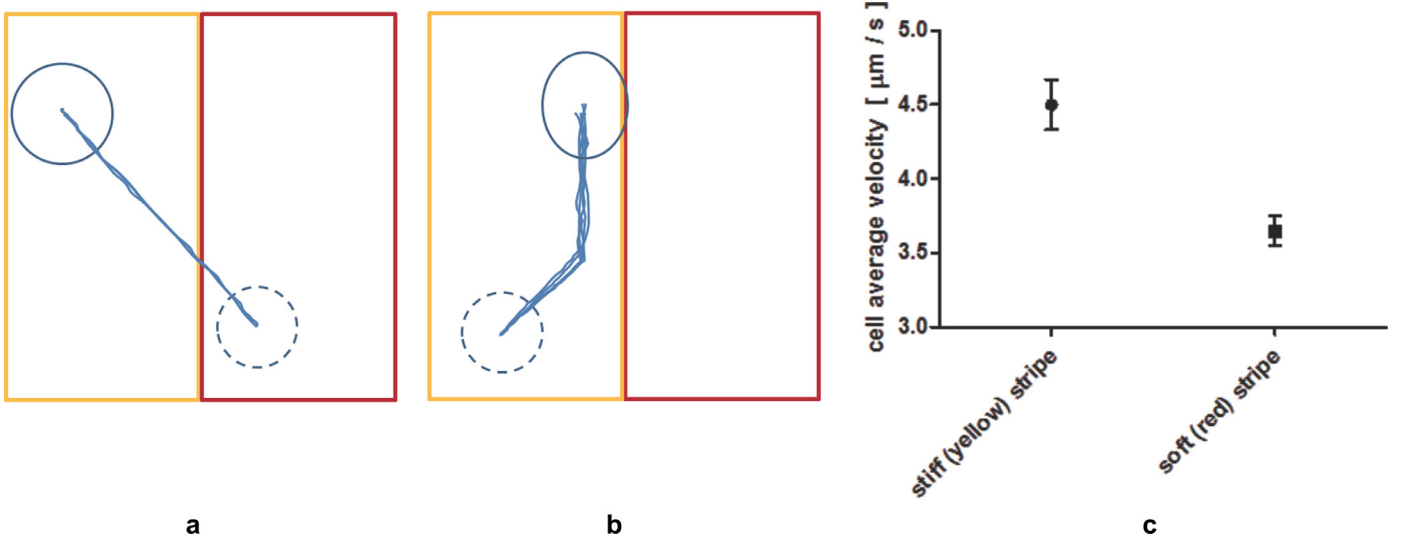 cell average velocity [ μm / s ]
5.0
4.5
4.0
3.5
3.0
stiff (yellow) stripe
soft (red) stripe
a
b
c